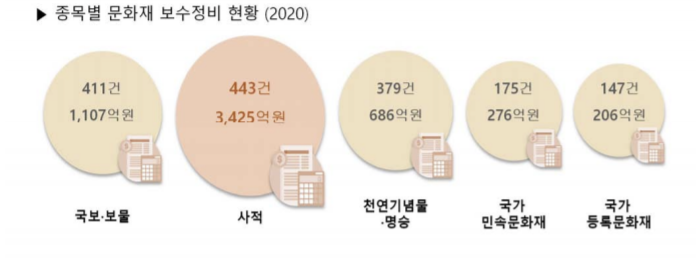 ▶ 종목별 문화재 보수정비 현황 (2020)
411건
1,107억원
443건
3,425억원
379건
686억원
175건
276억원
147건
206억원
국보·보물
사적
천연기념물
·명승
국가
민속문화재
국가
등록문화재